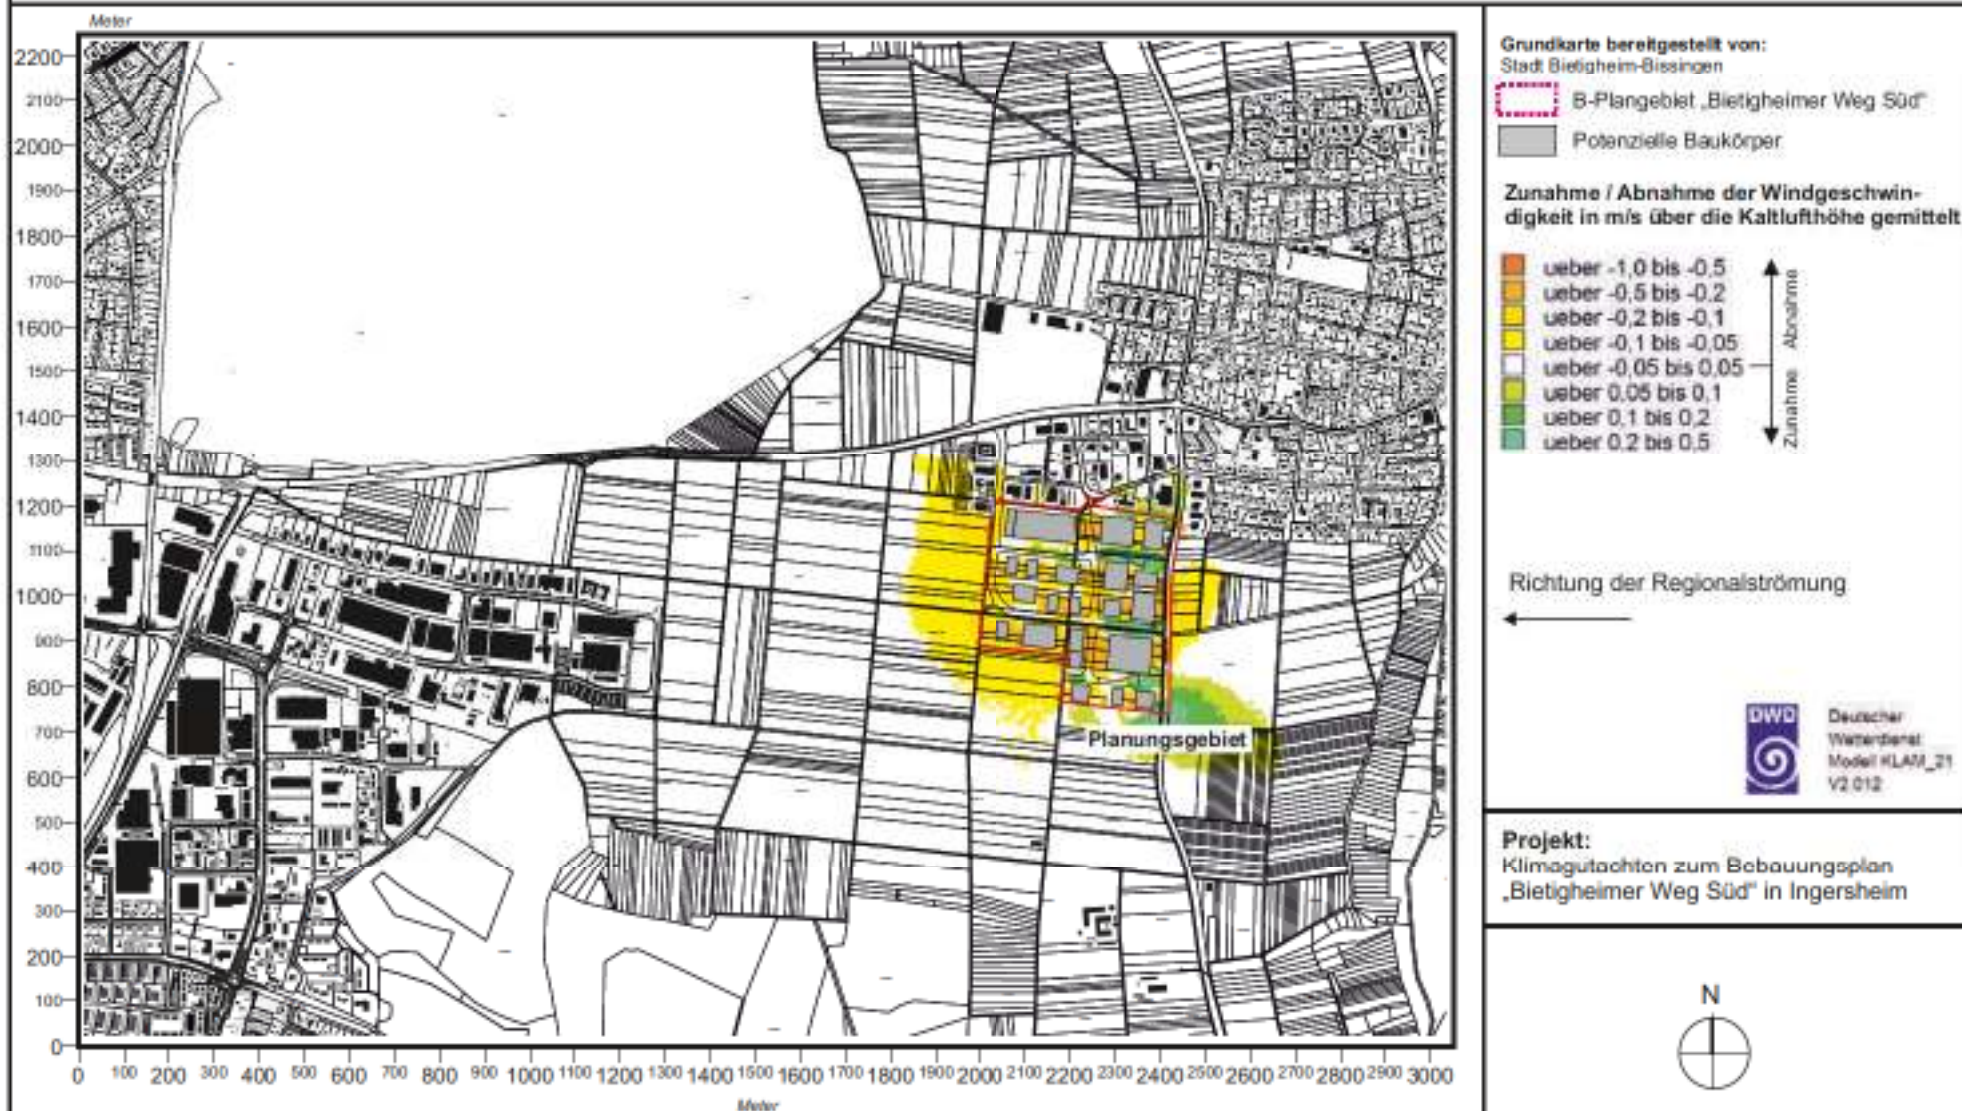 Meter
2200
2100
2000
1900
1800
1700
1600
1500
1400
1300
1200
1100
1000
900
800
700
600
500
400
300
200
100
0
0 100 200 300 400 500 600 700 800 900 1000 1100 1200 1300 1400 1500 1600 1700 1800 1900 2000 2100 2200 2300 2400 2500 2600 2700 2800 2900 3000
Meter
Planungsgebiet
Grundkarte bereitgestellt von:
Stadt Bietigheim-Bissingen
B-Plangebiet „Bietigheimer Weg Süd"
Potenzielle Baukörper
Zunahme / Abnahme der Windgeschwin-
digkeit in m/s über die Kaltlufthöhe gemittelt
ueber -1,0 bis -0,5
ueber -0,5 bis -0,2
ueber -0,2 bis -0,1
ueber -0,1 bis -0,05
ueber -0,05 bis 0,05
ueber 0,05 bis 0,1
ueber 0,1 bis 0,2
ueber 0,2 bis 0,5
Abnahme
Zunahme
Richtung der Regionalströmung
DWD
Deutscher
Wetterdienst
Modell KLAM_21
V2.012
Projekt:
Klimagutachten zum Bebauungsplan
„Bietigheimer Weg Süd" in Ingersheim
N